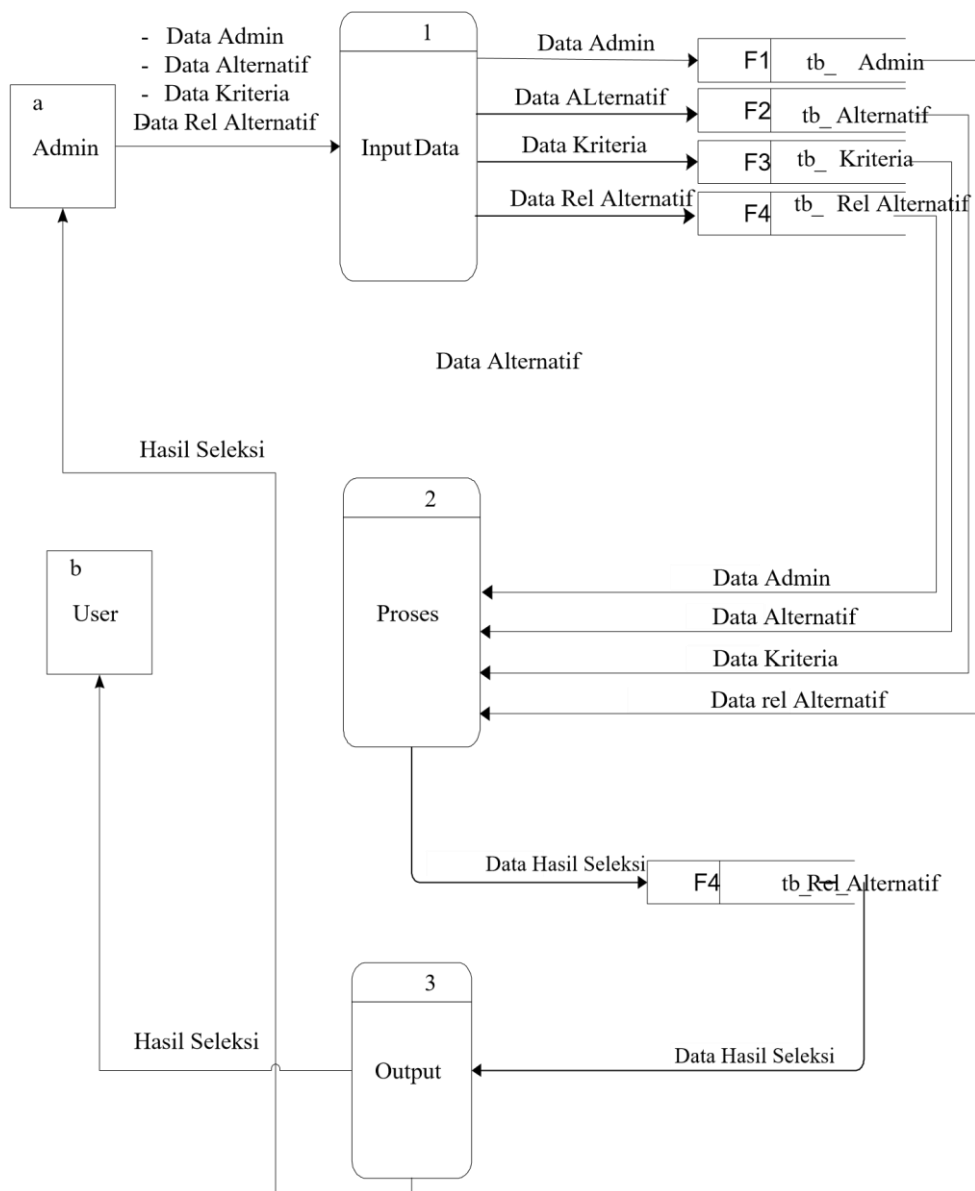 - Data Admin
- Data Alternatif
- Data Kriteria
- Data Rel Alternatif
a
Admin
1
Input Data
Data Admin
Data ALternatif
Data Kriteria
Data Rel Alternatif
F1 tb_ Admin
F2 tb_ Alternatif
F3 tb_ Kriteria
F4 tb_ Rel Alternatif
Data Alternatif
Hasil Seleksi
2
Proses
b
User
Data Admin
Data Alternatif
Data Kriteria
Data rel Alternatif
Data Hasil Seleksi
F4 tb_Rel_Alternatif
3
Output
Hasil Seleksi
Data Hasil Seleksi